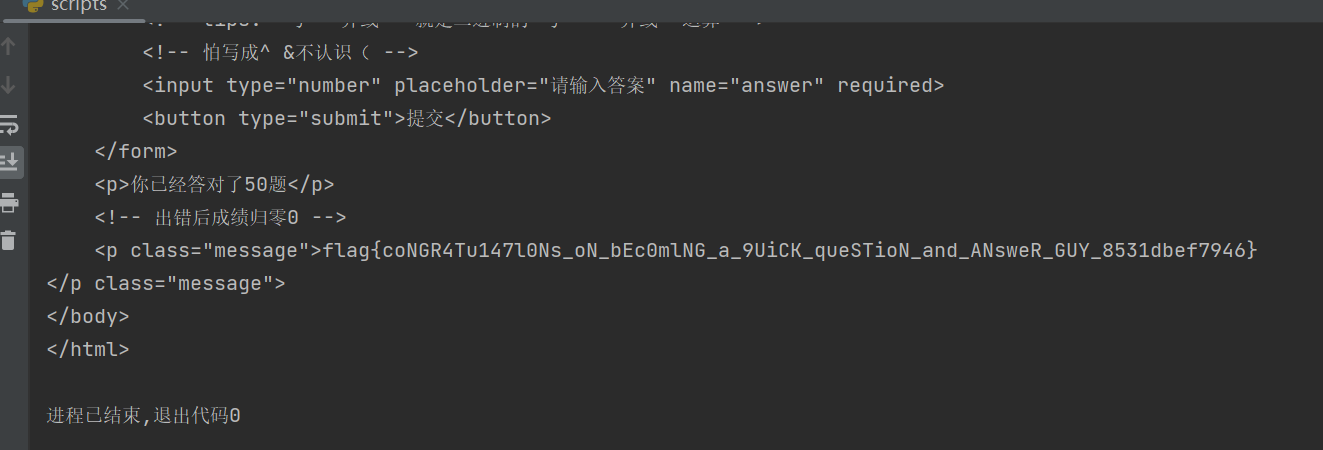 scripts
<!-- 怕写成^ &不认识（ -->
<input type="number" placeholder="请输入答案" name="answer" required>
<button type="submit">提交</button>
</form>
<p>你已经答对了50题</p>
<!-- 出错后成绩归零0 -->
<p class="message">flag{coNGR4Tu147l0Ns_oN_bEc0mlNG_a_9UiCK_queSTioN_and_ANsweR_GUY_8531dbef7946}
</p class="message">
</body>
</html>
进程已结束,退出代码0